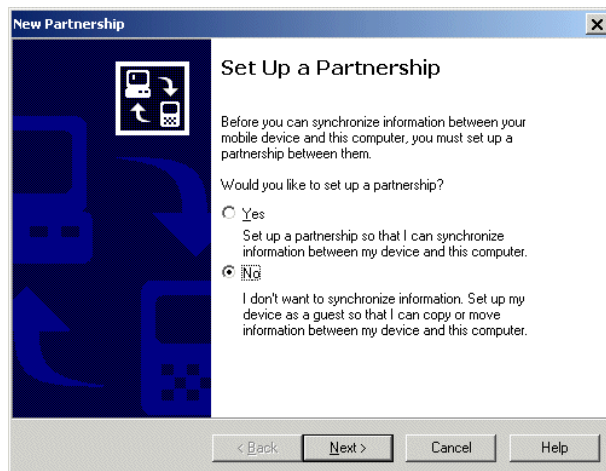 New Partnership
Set Up a Partnership
Before you can synchronize information between your
mobile device and this computer, you must set up a
partnership between them.
Would you like to set up a partnership?
Yes
Set up a partnership so that I can synchronize
information between my device and this computer.
No
I don't want to synchronize information. Set up my
device as a guest so that I can copy or move
information between my device and this computer.
< Back
Next >
Cancel
Help